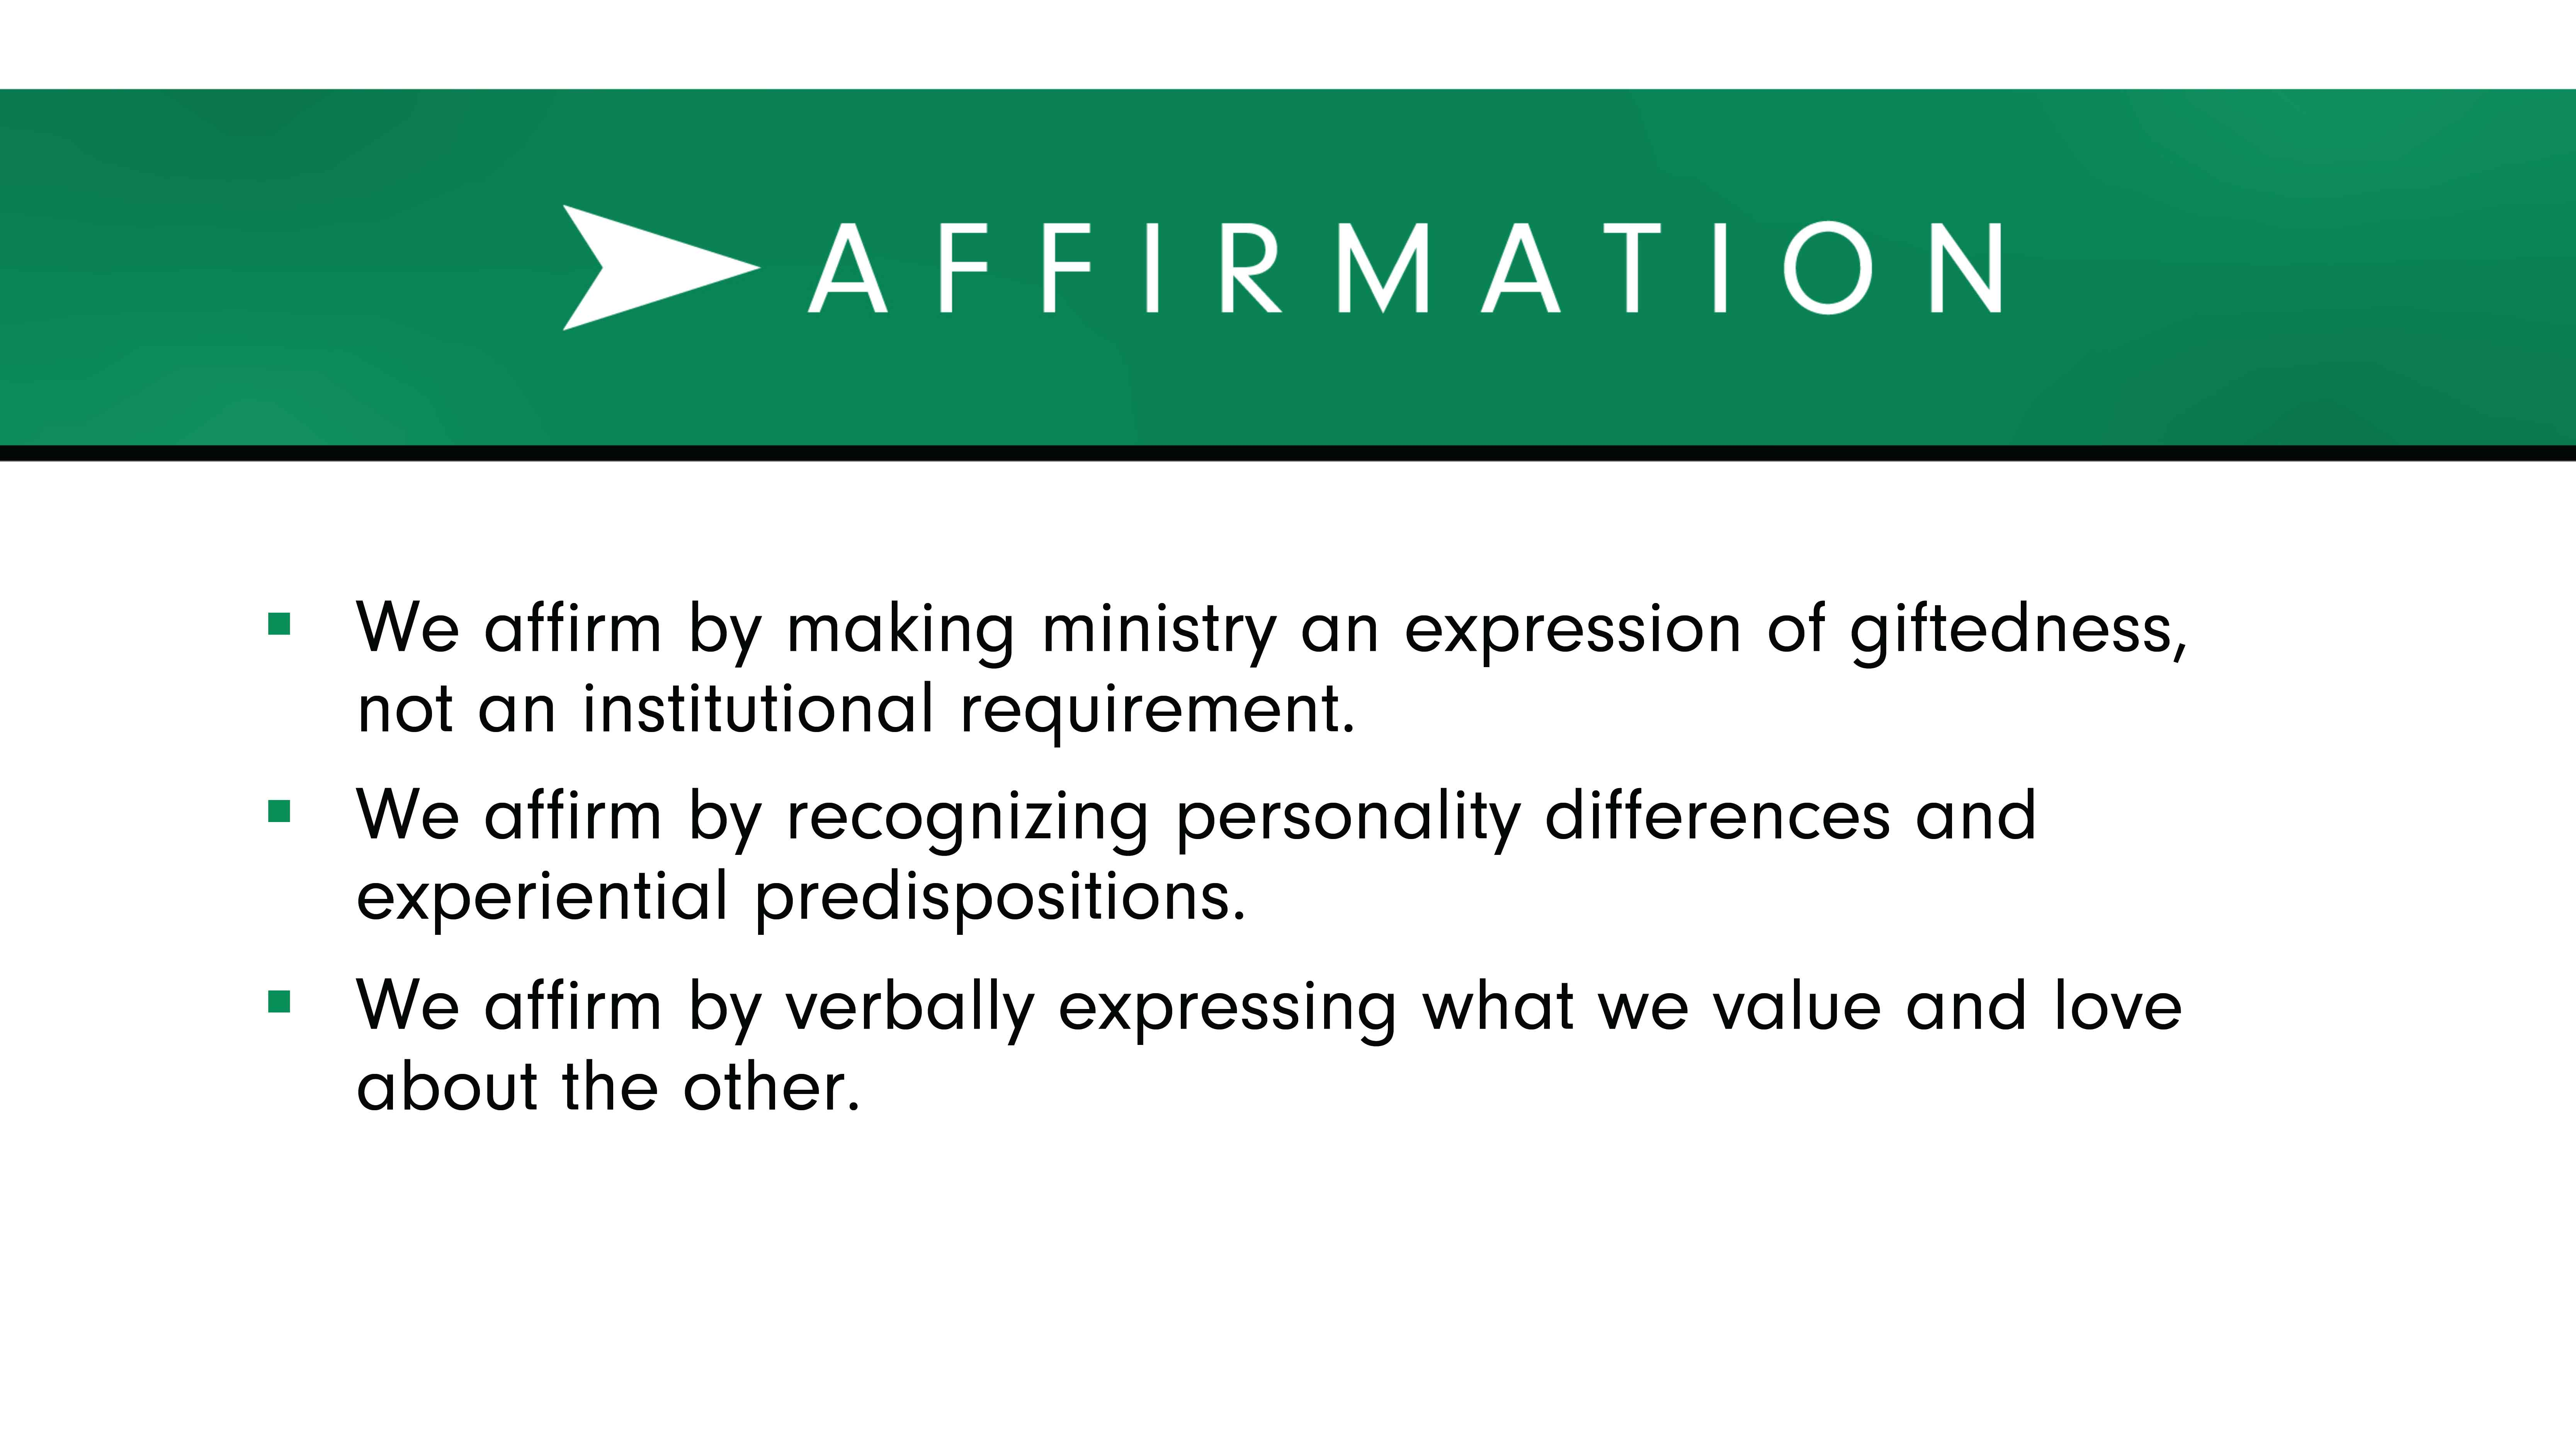 AFFIRMATION
We affirm by making ministry an expression of giftedness,
not an institutional requirement.
We affirm by recognizing personality differences and
experiential predispositions.
We affirm by verbally expressing what we value and love
about the other.